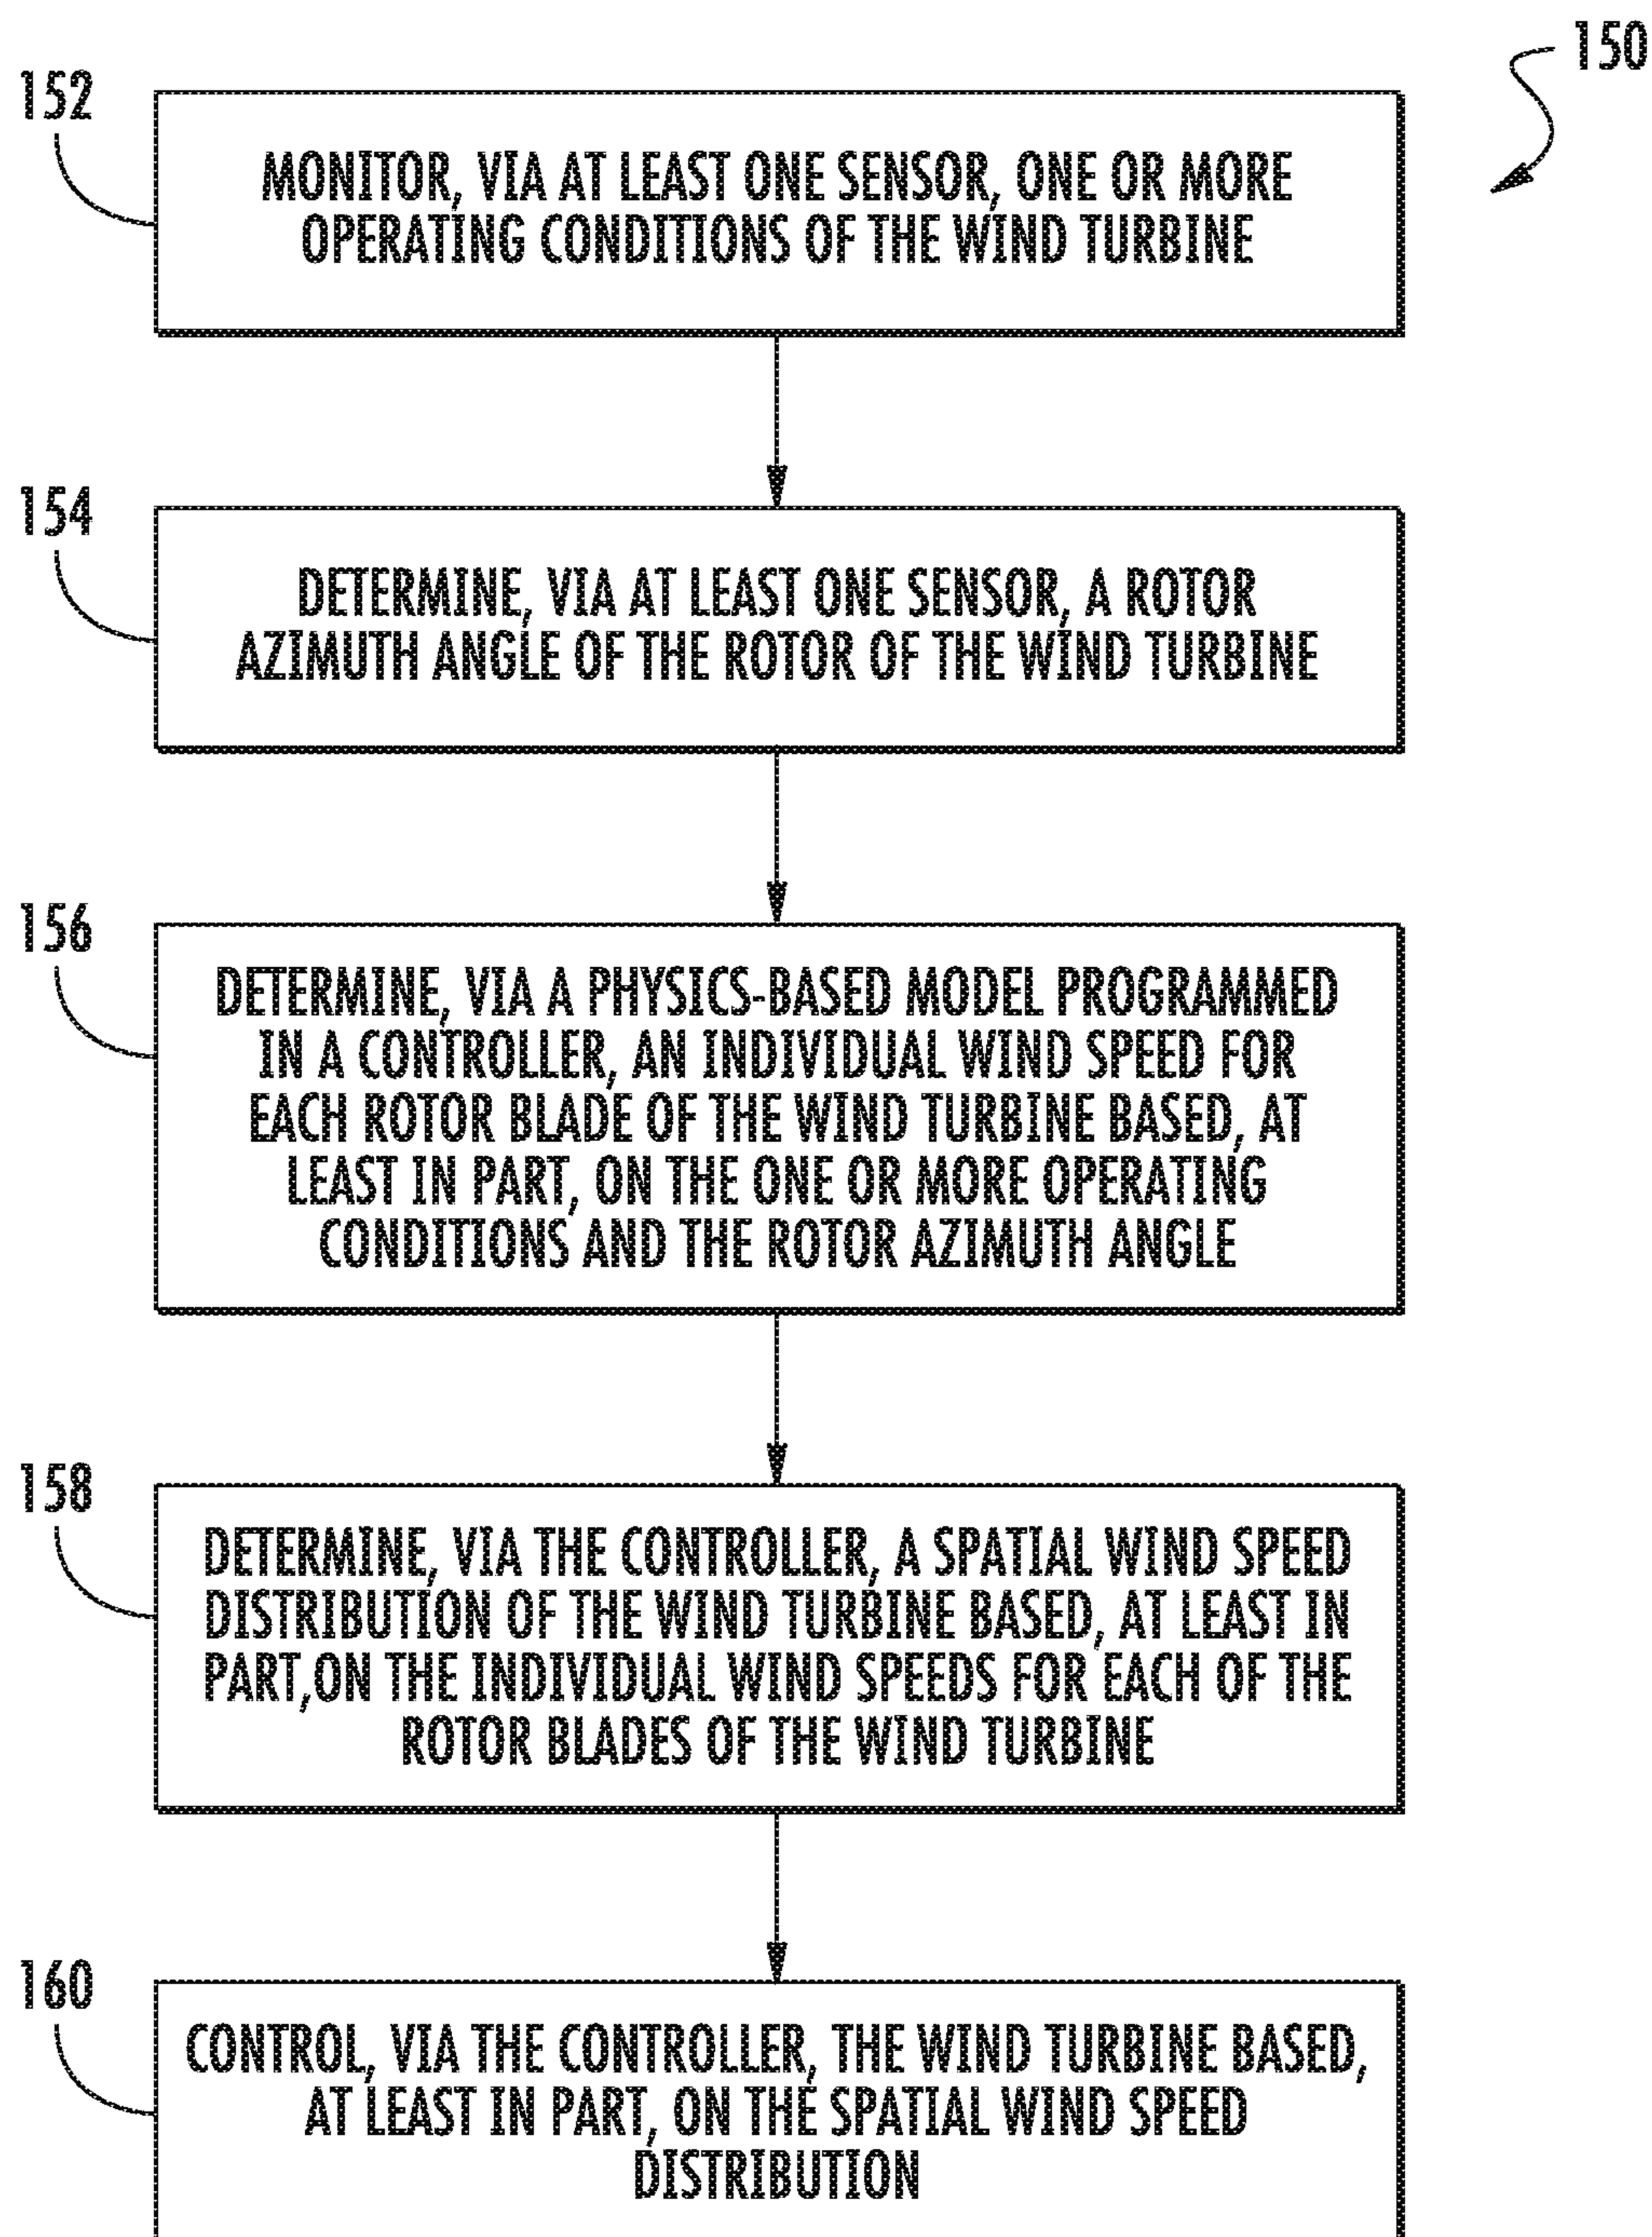 150
152
MONITOR, VIA AT LEAST ONE SENSOR, ONE OR MORE
OPERATING CONDITIONS OF THE WIND TURBINE
154
DETERMINE, VIA AT LEAST ONE SENSOR, A ROTOR
AZIMUTH ANGLE OF THE ROTOR OF THE WIND TURBINE
156
DETERMINE, VIA A PHYSICS-BASED MODEL PROGRAMMED
IN A CONTROLLER, AN INDIVIDUAL WIND SPEED FOR
EACH ROTOR BLADE OF THE WIND TURBINE BASED, AT
LEAST IN PART, ON THE ONE OR MORE OPERATING
CONDITIONS AND THE ROTOR AZIMUTH ANGLE
158
DETERMINE, VIA THE CONTROLLER, A SPATIAL WIND SPEED
DISTRIBUTION OF THE WIND TURBINE BASED, AT LEAST IN
PART,ON THE INDIVIDUAL WIND SPEEDS FOR EACH OF THE
ROTOR BLADES OF THE WIND TURBINE
160
CONTROL, VIA THE CONTROLLER, THE WIND TURBINE BASED,
AT LEAST IN PART, ON THE SPATIAL WIND SPEED
DISTRIBUTION